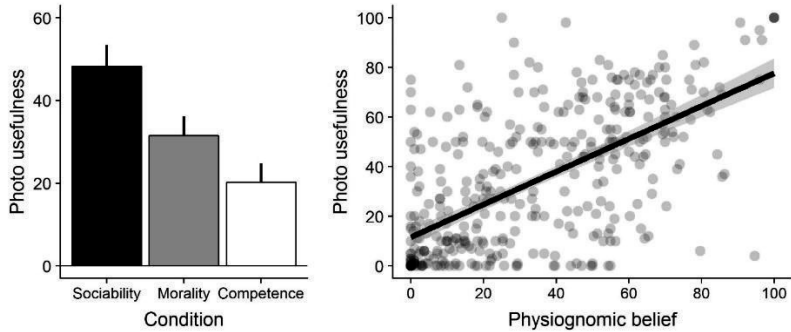 Photo usefulness
60
40
20
0
Sociability Morality Competence
Condition
Photo usefulness
100
80
60
40
20
0
0 20 40 60 80 100
Physiognomic belief